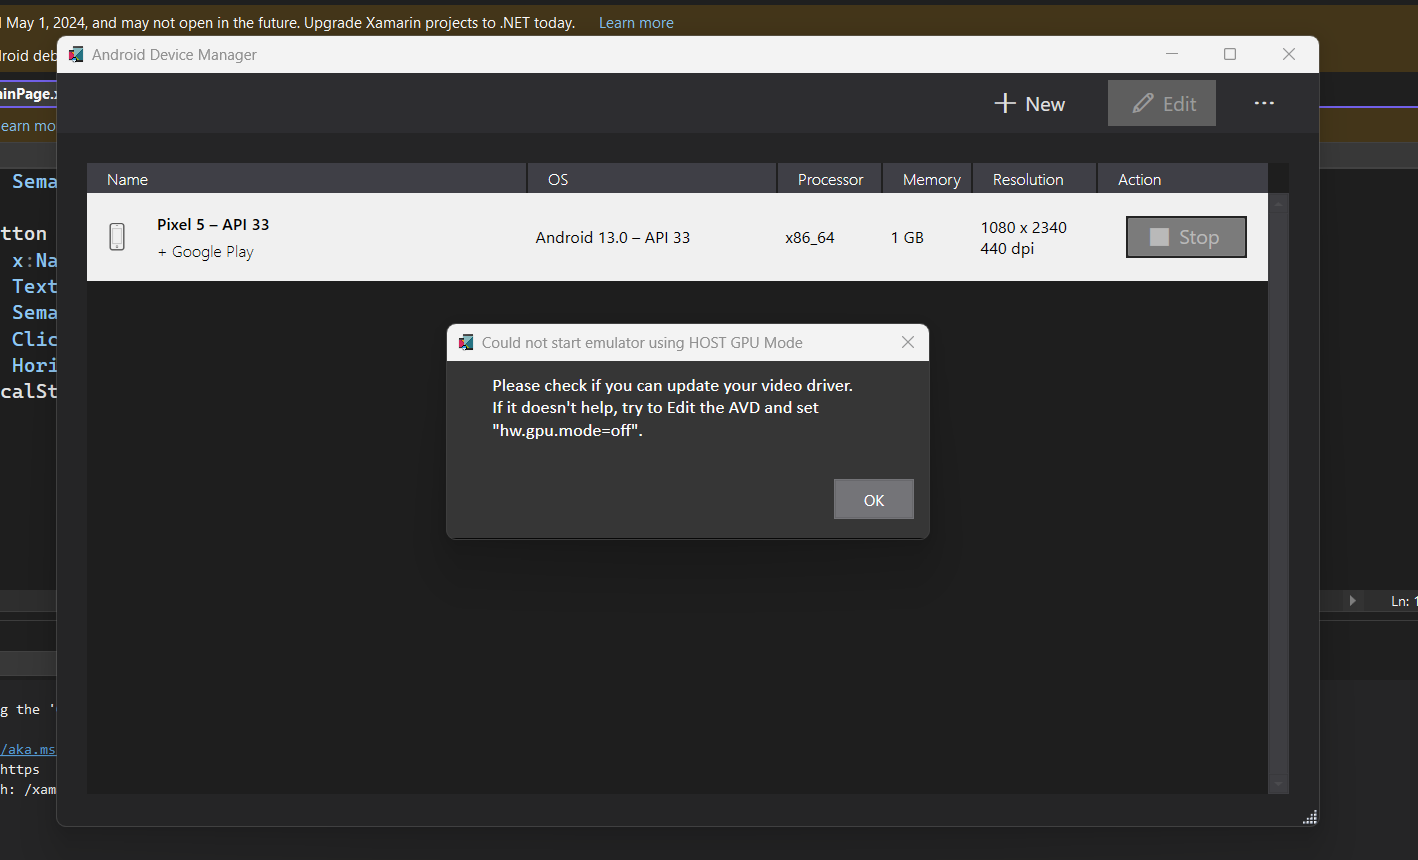 May 1, 2024, and may not open in the future. Upgrade Xamarin projects to .NET today. Learn more
droid deb
Android Device Manager
ainPage.x
New
Edit
earn mo
Name OS Processor Memory Resolution Action
Sema
Pixel 5 – API 33
+ Google Play
Android 13.0 – API 33
x86_64
1 GB
1080 x 2340
440 dpi
Stop
tton
x:Na
Text
Sema
Clic
Hori
calSt
Could not start emulator using HOST GPU Mode
Please check if you can update your video driver.
If it doesn't help, try to Edit the AVD and set
"hw.gpu.mode=off".
OK
Ln: 1
g the '
/aka.ms
https
h: /xam